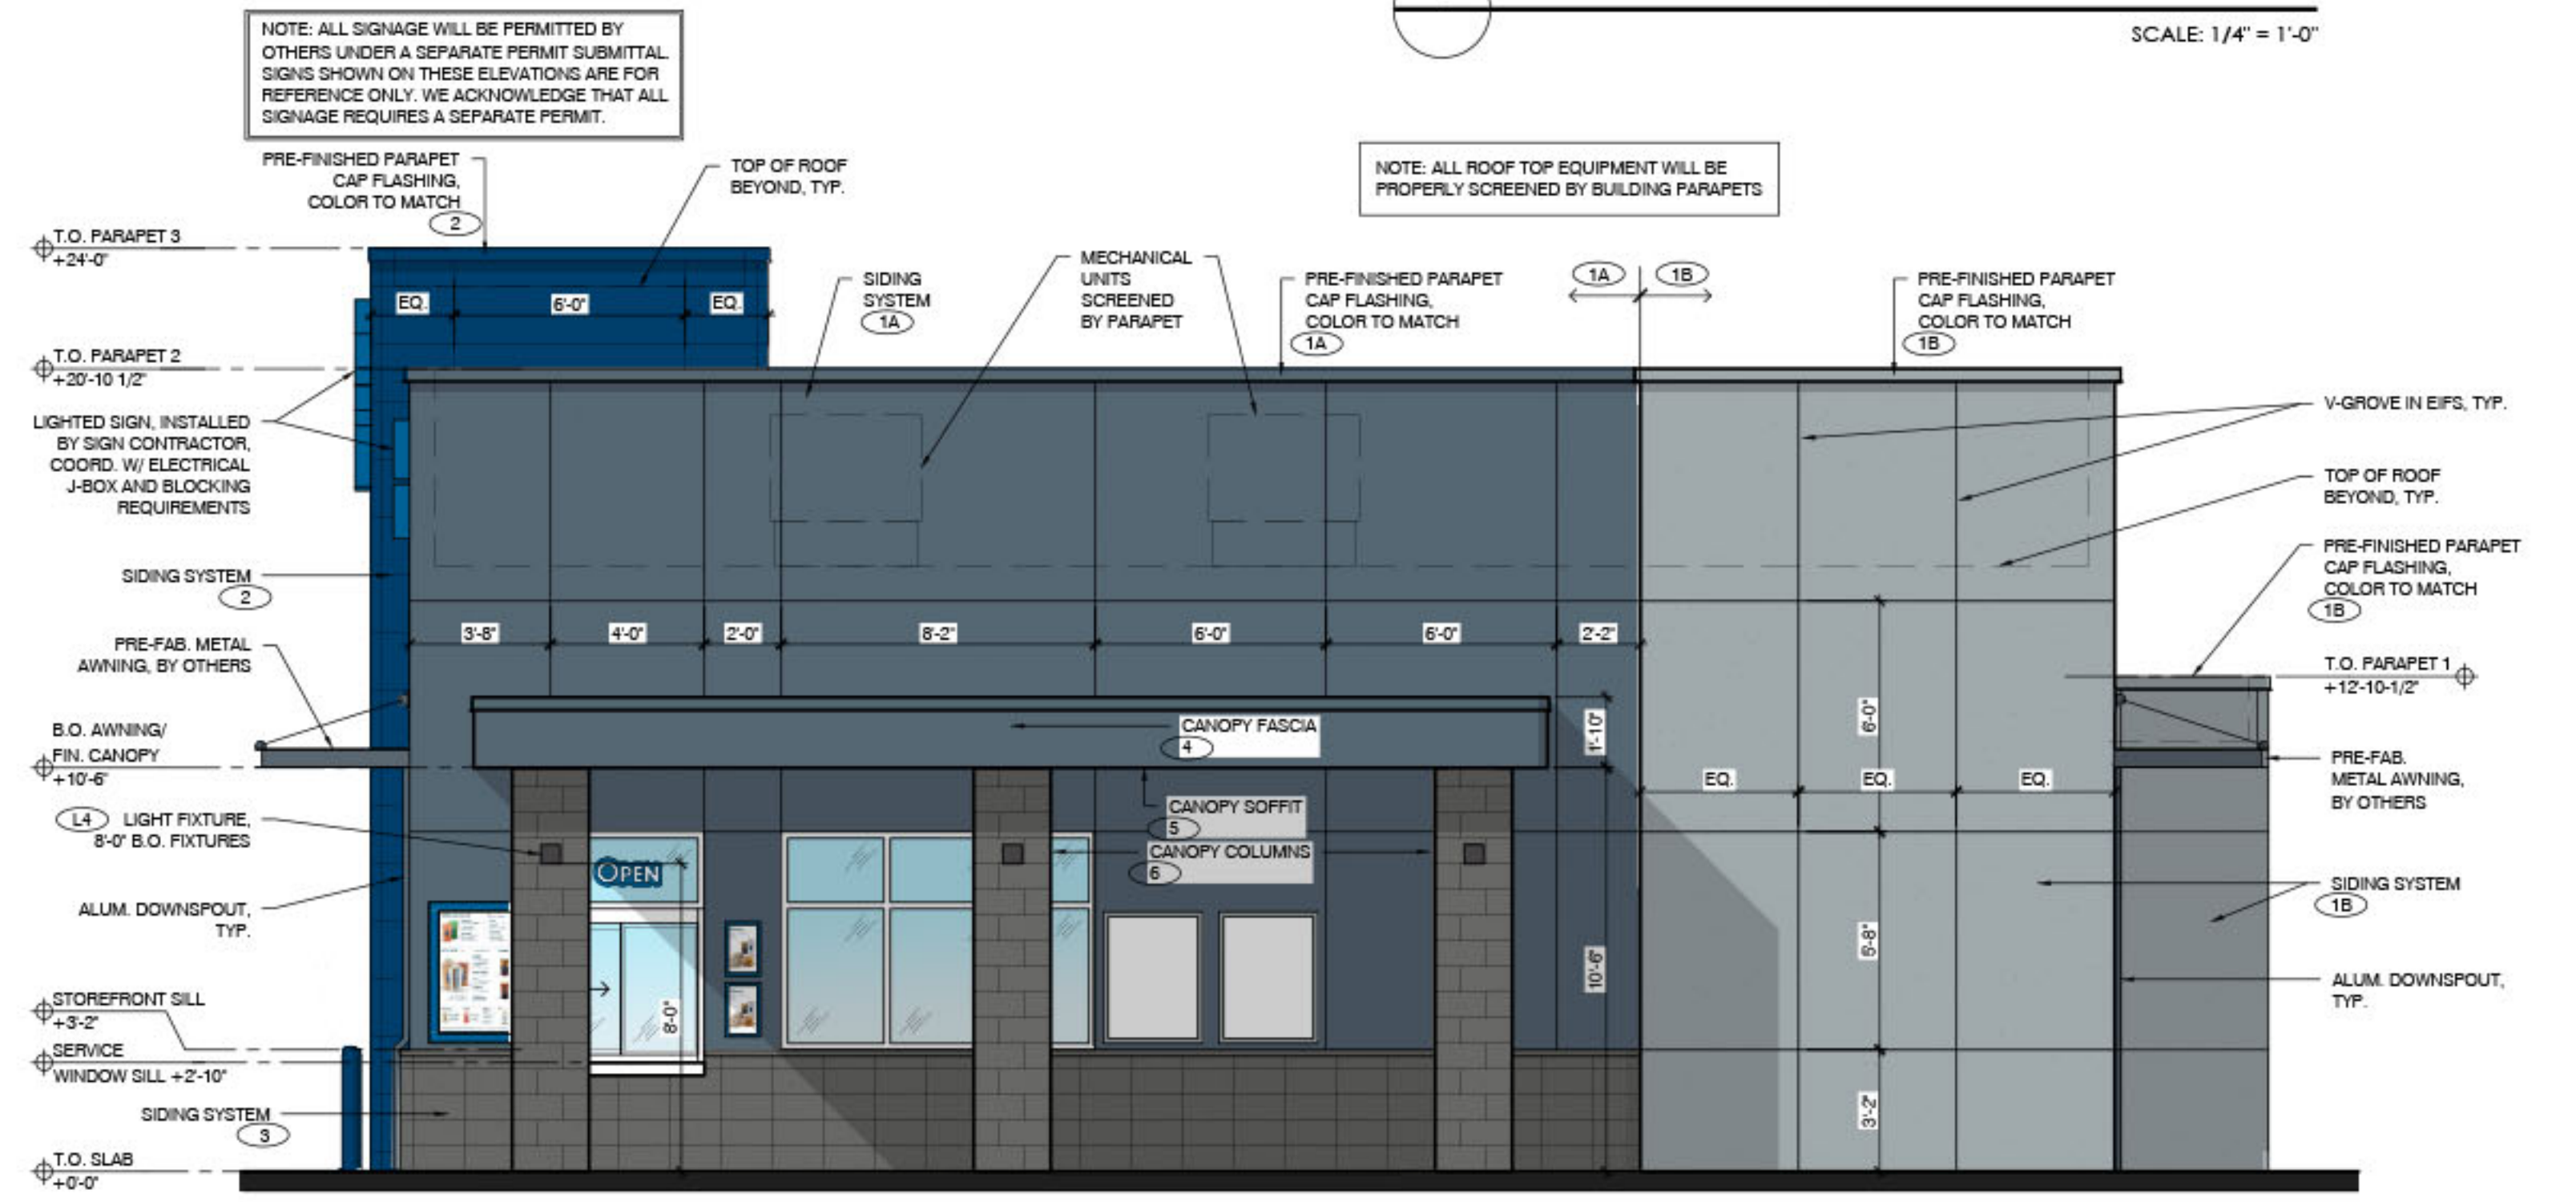 SCALE: 1/4" = 1'-0"
NOTE: ALL SIGNAGE WILL BE PERMITTED BY
OTHERS UNDER A SEPARATE PERMIT SUBMITTAL.
SIGNS SHOWN ON THESE ELEVATIONS ARE FOR
REFERENCE ONLY. WE ACKNOWLEDGE THAT ALL
SIGNAGE REQUIRES A SEPARATE PERMIT.
NOTE: ALL ROOF TOP EQUIPMENT WILL BE
PROPERLY SCREENED BY BUILDING PARAPETS
PRE-FINISHED PARAPET
CAP FLASHING,
COLOR TO MATCH
2
TOP OF ROOF
BEYOND, TYP.
T.O. PARAPET 3
+24'-0"
EQ.
6'-0"
EQ.
SIDING
SYSTEM
1A
MECHANICAL
UNITS
SCREENED
BY PARAPET
PRE-FINISHED PARAPET
CAP FLASHING,
COLOR TO MATCH
1A
1A
1B
PRE-FINISHED PARAPET
CAP FLASHING,
COLOR TO MATCH
1B
T.O. PARAPET 2
+20'-10 1/2"
LIGHTED SIGN, INSTALLED
BY SIGN CONTRACTOR,
COORD. W/ ELECTRICAL
J-BOX AND BLOCKING
REQUIREMENTS
V-GROVE IN EIFS, TYP.
TOP OF ROOF
BEYOND, TYP.
PRE-FINISHED PARAPET
CAP FLASHING,
COLOR TO MATCH
1B
SIDING SYSTEM
2
3'-8"
4'-0"
2'-0"
8'-2"
6'-0"
6'-0"
2'-2"
PRE-FAB. METAL
AWNING, BY OTHERS
T.O. PARAPET 1
+12'-10-1/2"
B.O. AWNING/
FIN. CANOPY
+10'-6"
CANOPY FASCIA
4
1'-10"
6'-0"
EQ.
EQ.
EQ.
PRE-FAB.
METAL AWNING,
BY OTHERS
CANOPY SOFFIT
5
CANOPY COLUMNS
6
L4
LIGHT FIXTURE,
8'-0" B.O. FIXTURES
OPEN
SIDING SYSTEM
1B
ALUM. DOWNSPOUT,
TYP.
8'-0"
10'-6"
5'-8"
ALUM. DOWNSPOUT,
TYP.
STOREFRONT SILL
+3'-2"
SERVICE
WINDOW SILL +2'-10"
3'-2"
SIDING SYSTEM
3
T.O. SLAB
+0'-0"